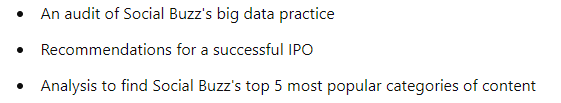 • An audit of Social Buzz's big data practice
• Recommendations for a successful IPO
• Analysis to find Social Buzz's top 5 most popular categories of content